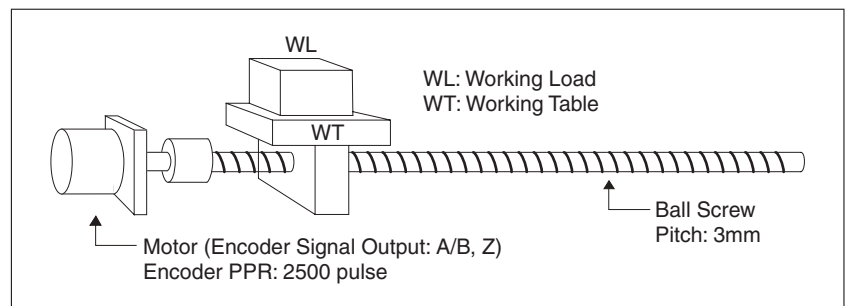 WL
WL: Working Load
WT: Working Table
WT
Ball Screw
Pitch: 3mm
Motor (Encoder Signal Output: A/B, Z)
Encoder PPR: 2500 pulse